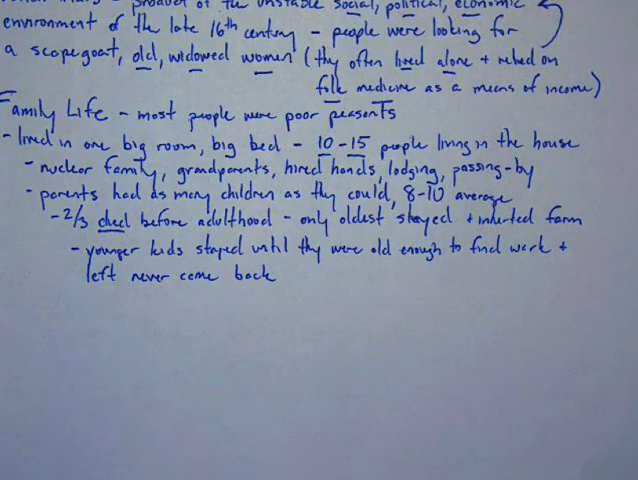 product of the unstable social, political, economic
environment of the late 16th century - people were looking for
a scapegoat, old, widowed women (thy often lived alone + relied on
folk medicine as a means of income)
Family Life - most people were poor peasants
- lived in one big room, big bed - 10-15 people living in the house
- nuclear family, grandparents, hired hands, lodging, passing-by
- parents had as many children as thy could, 8-10 average
- 2/3 died before adulthood - only oldest stayed + inherited farm
- younger kids stayed until thy were old enough to find work +
left never came back